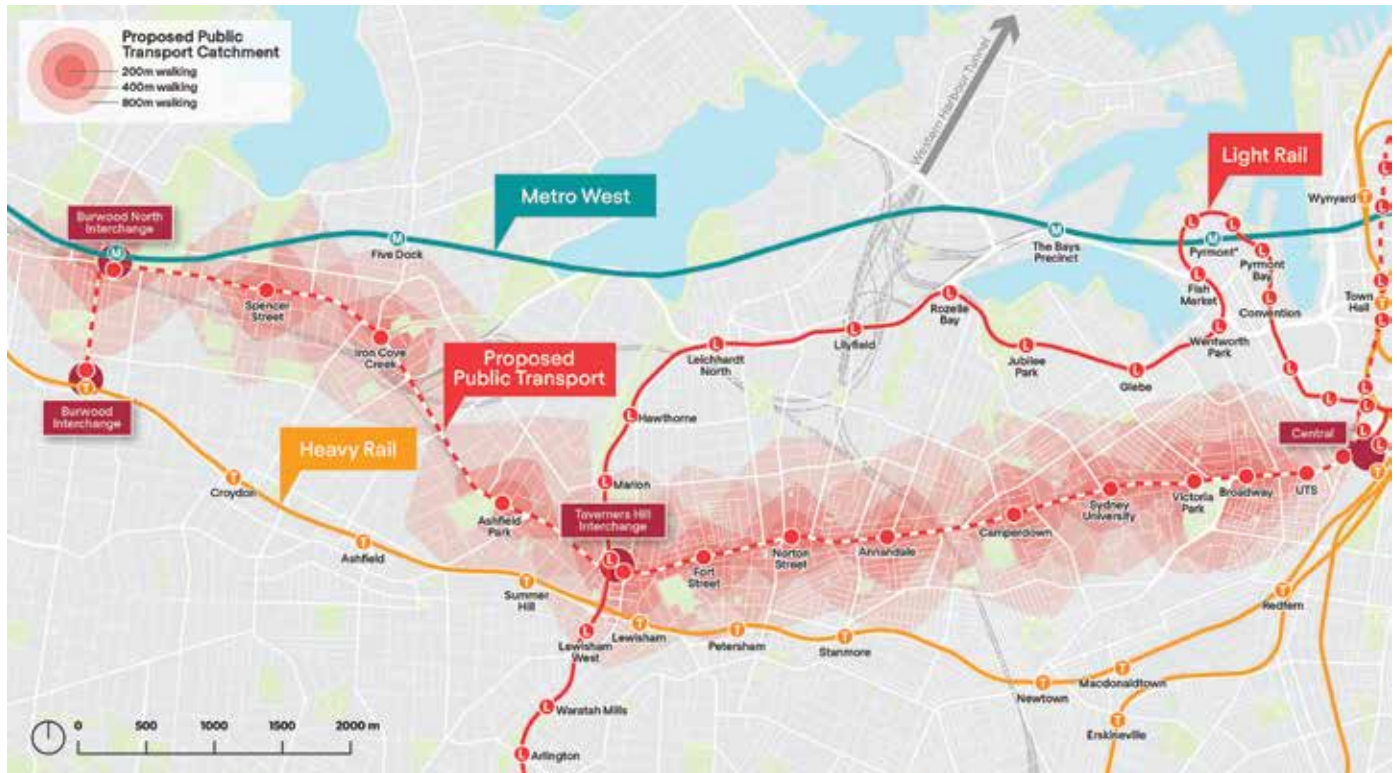 Proposed Public
Transport Catchment
200m walking
400m walking
800m walking
Western Harbour Tunnels
Light Rail
Metro West
Wynyard
Burwood North
Interchange
M
Five Dock
M
The Bays
Precinct
M
Pyrmont*
Pyrmont
Bay
Fish
Market
Convention
Town
Hall
Spencer
Street
Iron Cove
Creek
Rozelle
Bay
Wentworth
Park
Lilyfield
Leichhardt
North
Jubilee
Park
Glebe
Proposed
Public Transport
Burwood
Interchange
Hawthorne
Heavy Rail
Central
Croydon
Marion
Ashfield
Park
Taverners Hill
Interchange
Sydney
University
Victoria
Park
Broadway
UTS
Camperdown
Annandale
Norton
Street
Fort
Street
Ashfield
Summer
Hill
Lewisham
Lewisham
West
Petersham
Stanmore
Redfern
Macdonaldtown
Newtown
Erskineville
Waratah Mills
Arlington
0 500 1000 1500 2000 m